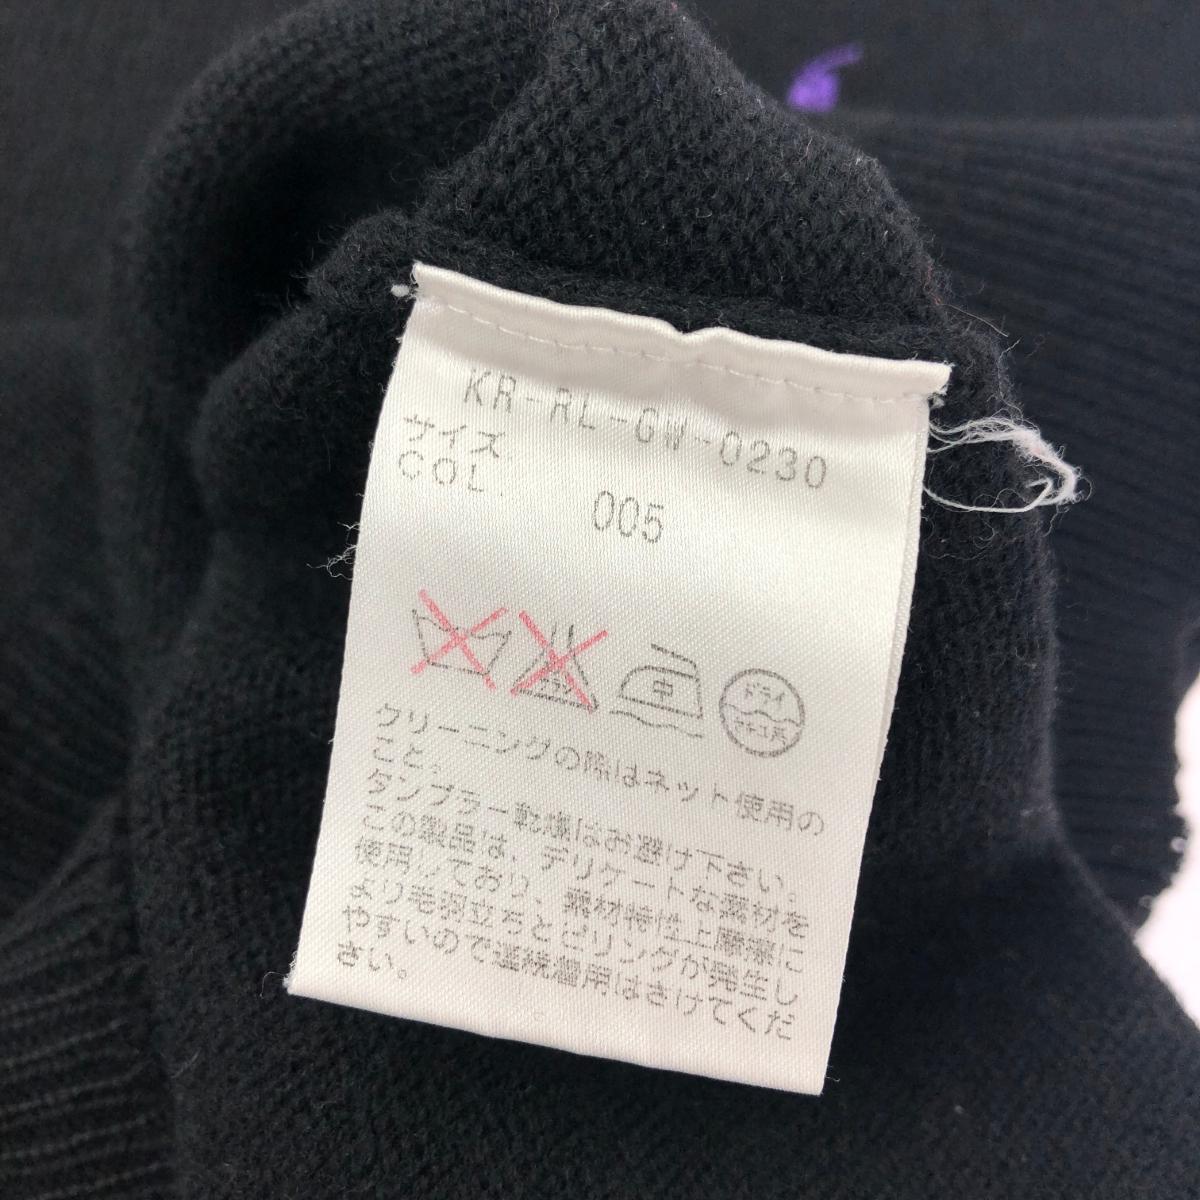 KR-RL-GW-0230
サイズ
COL. 005
中
ドライ
クリーニングの際はネット使用の
こと。
タンブラー乾燥はお避け下さい。
この製品は、デリケートな素材を
使用しており、素材特性上摩擦に
より毛羽立ちとピリングが発生し
やすいので連続着用はさけてくだ
さい。